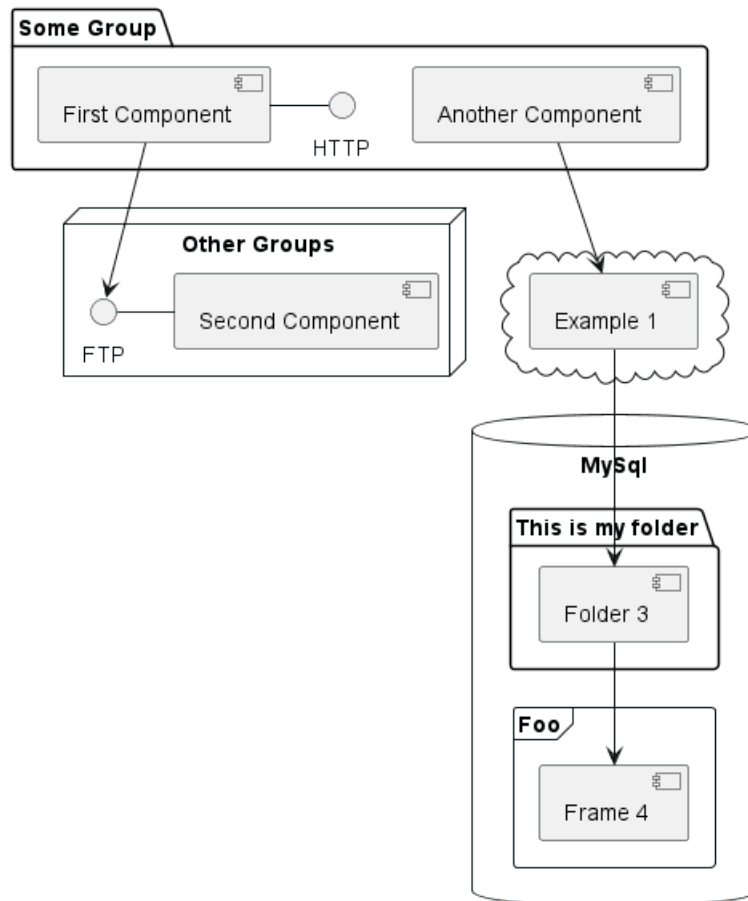 Some Group
First Component
HTTP
Another Component
Other Groups
FTP
Second Component
Example 1
MySql
This is my folder
Folder 3
Foo
Frame 4